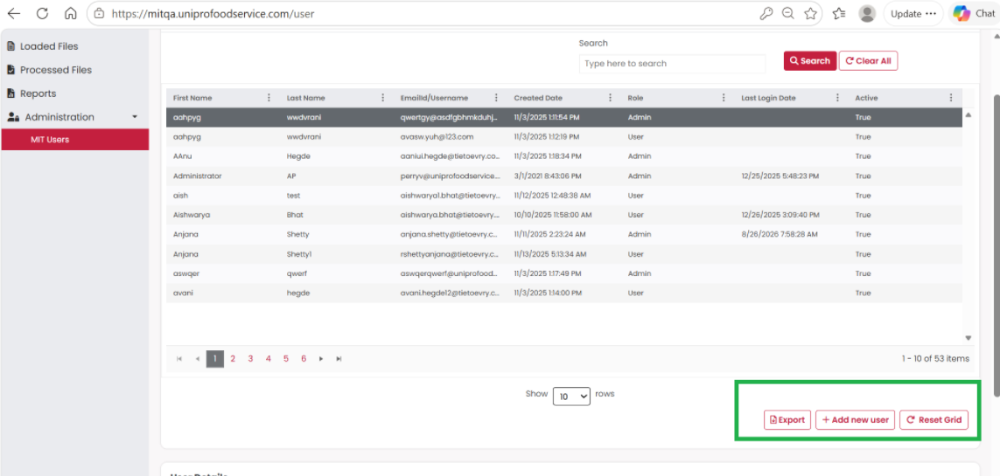 https://mitqa.uniprofoodservice.com/user
Update
Chat
Loaded Files
Processed Files
Reports
Administration
MIT Users
Search
Type here to search
Search
Clear All
First Name Last Name EmailId/Username Created Date Role Last Login Date Active
aahpyg wwdvrani qwertgy@asdfgbhmkduhj... 11/3/2025 1:11:54 PM Admin True
aahpyg wwdvrani avasw.yuh@123.com 11/3/2025 1:12:19 PM User True
AAnu Hegde aaniui.hegde@tietoevry.co... 11/3/2025 1:18:34 PM Admin True
Administrator AP perryv@uniprofoodservice.... 3/1/2021 8:43:06 PM Admin 12/25/2025 5:48:23 PM True
aish test aishwarya1.bhat@tietoevry... 11/12/2025 12:48:38 AM User True
Aishwarya Bhat aishwarya.bhat@tietoevry.... 10/10/2025 11:58:00 AM User 12/26/2025 3:09:40 PM True
Anjana Shetty anjana.shetty@tietoevry.c... 11/11/2025 2:23:24 AM Admin 8/26/2026 7:58:28 AM True
Anjana Shetty1 rshettyanjana@tietoevry.c... 11/13/2025 5:13:34 AM User True
aswqer qwerf aswqerqwerf@uniprofood... 11/3/2025 1:17:49 PM Admin True
avani hegde avani.hegde12@tietoevry.c... 11/3/2025 1:14:00 PM User True
1 2 3 4 5 6
1 - 10 of 53 items
Show 10 rows
Export
+ Add new user
Reset Grid
User Details